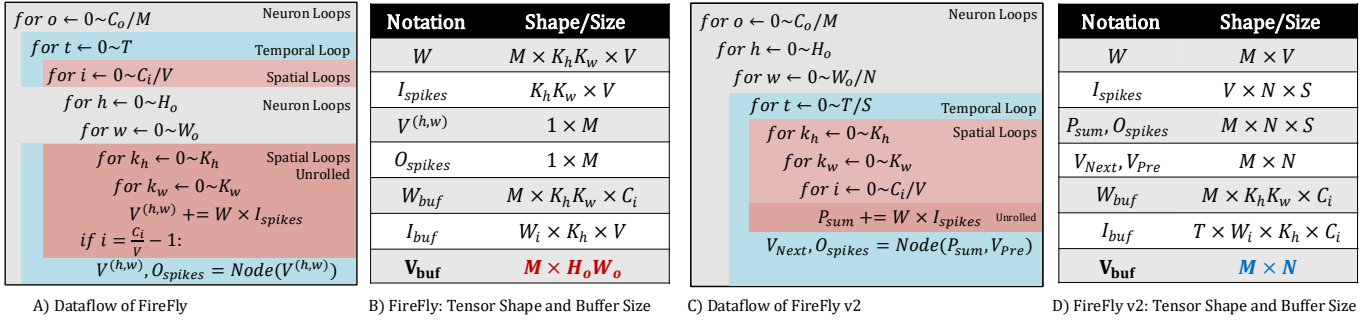 for o ← 0~C_o/M Neuron Loops
for t ← 0~T Temporal Loop
for i ← 0~C_i/V Spatial Loops
for h ← 0~H_o Neuron Loops
for w ← 0~W_o
for k_h ← 0~K_h Spatial Loops
Unrolled
for k_w ← 0~K_w
V^(h,w) += W × I_spikes
if i = C_i/V − 1:
V^(h,w), O_spikes = Node(V^(h,w))
A) Dataflow of FireFly
Notation Shape/Size
W M × K_hK_w × V
I_spikes K_hK_w × V
V^(h,w) 1 × M
O_spikes 1 × M
W_buf M × K_hK_w × C_i
I_buf W_i × K_h × V
V_buf M × H_oW_o
B) FireFly: Tensor Shape and Buffer Size
for o ← 0~C_o/M Neuron Loops
for h ← 0~H_o
for w ← 0~W_o/N
for t ← 0~T/S Temporal Loop
for k_h ← 0~K_h Spatial Loops
for k_w ← 0~K_w
for i ← 0~C_i/V
P_sum += W × I_spikes Unrolled
V_Next, O_spikes = Node(P_sum, V_Pre)
C) Dataflow of FireFly v2
Notation Shape/Size
W M × V
I_spikes V × N × S
P_sum, O_spikes M × N × S
V_Next, V_Pre M × N
W_buf M × K_hK_w × C_i
I_buf T × W_i × K_h × C_i
V_buf M × N
D) FireFly v2: Tensor Shape and Buffer Size